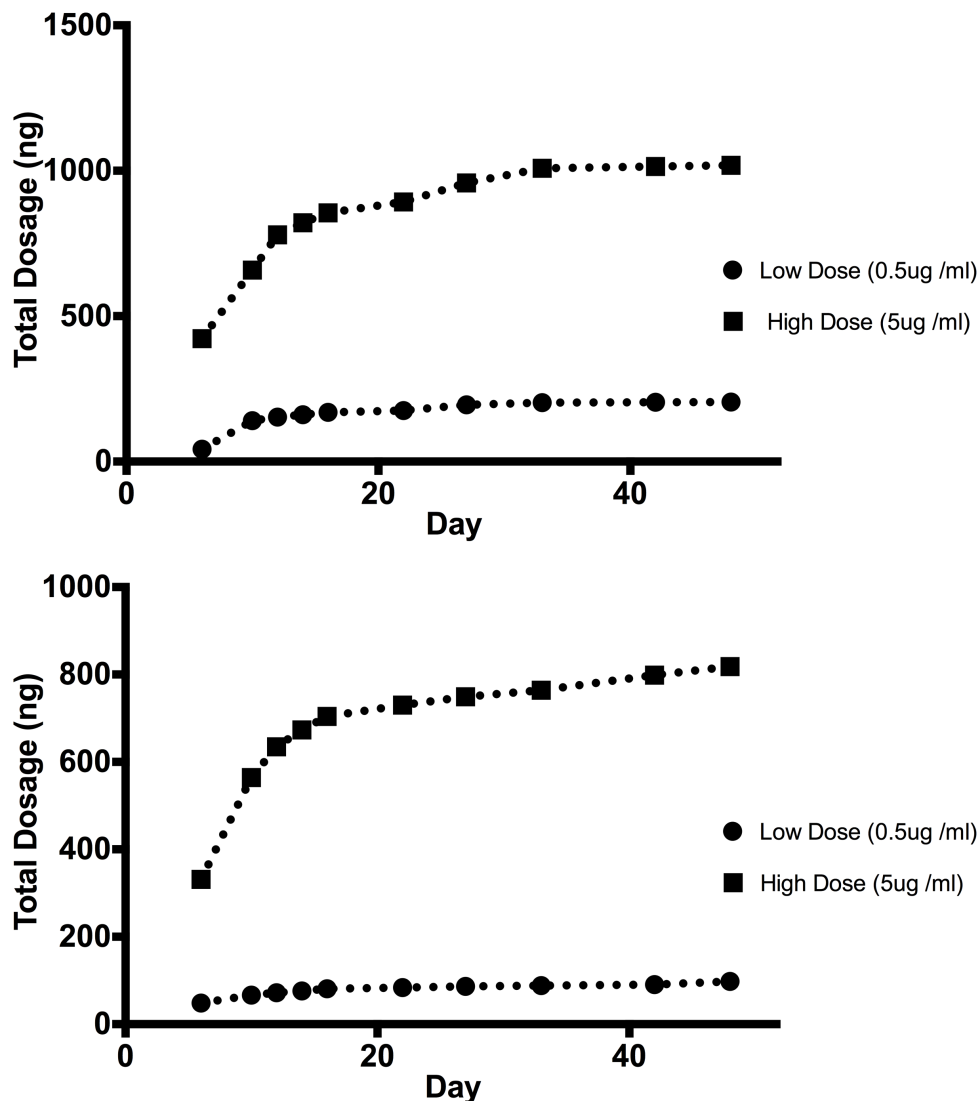 1500
1000
500
0
Total Dosage (ng)
0
20
40
Day
Low Dose (0.5ug /ml)
High Dose (5ug /ml)
1000
800
600
400
200
0
Total Dosage (ng)
0
20
40
Day
Low Dose (0.5ug /ml)
High Dose (5ug /ml)